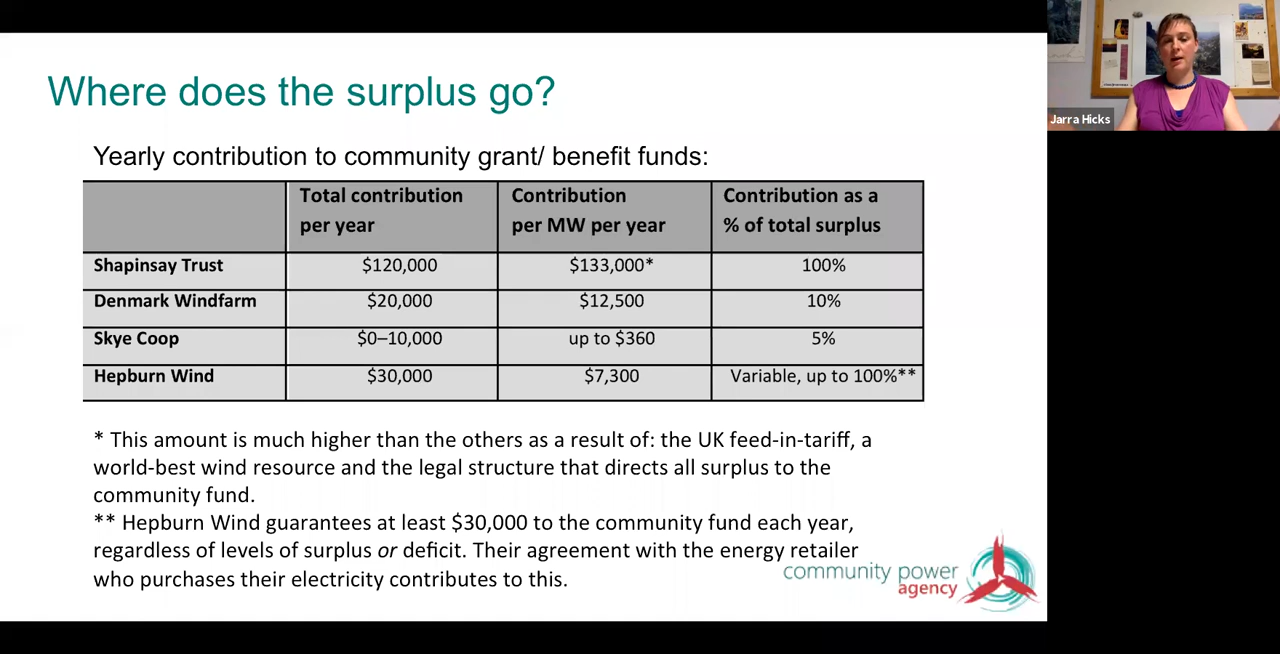 Where does the surplus go?
Jarra Hicks
Yearly contribution to community grant/ benefit funds:
Total contribution per year
Contribution per MW per year
Contribution as a % of total surplus
Shapinsay Trust $120,000 $133,000* 100%
Denmark Windfarm $20,000 $12,500 10%
Skye Coop $0–10,000 up to $360 5%
Hepburn Wind $30,000 $7,300 Variable, up to 100%**
* This amount is much higher than the others as a result of: the UK feed-in-tariff, a
world-best wind resource and the legal structure that directs all surplus to the
community fund.
** Hepburn Wind guarantees at least $30,000 to the community fund each year,
regardless of levels of surplus or deficit. Their agreement with the energy retailer
who purchases their electricity contributes to this.
community power
agency